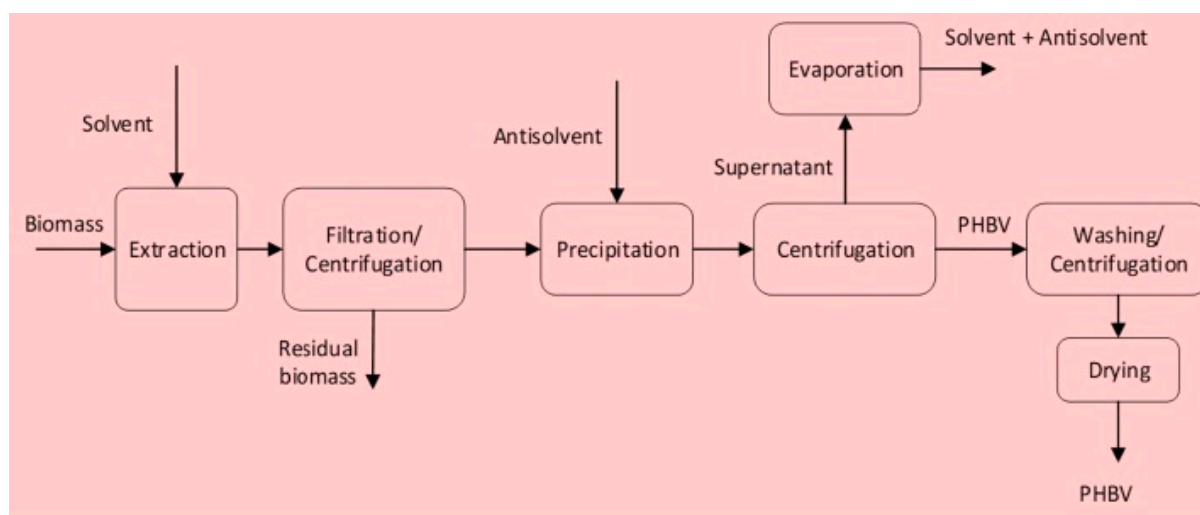 Solvent + Antisolvent
Evaporation
Solvent
Antisolvent
Supernatant
Biomass
Extraction
Filtration/
Centrifugation
Precipitation
Centrifugation
PHBV
Washing/
Centrifugation
Residual
biomass
Drying
PHBV